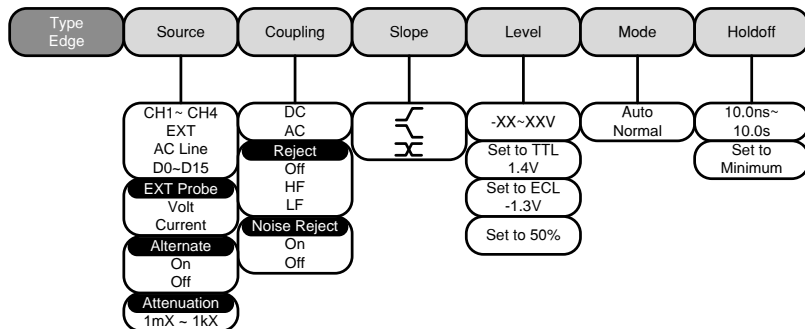 Type
Edge
Source
Coupling
Slope
Level
Mode
Holdoff
CH1~ CH4
EXT
AC Line
D0~D15
EXT Probe
Volt
Current
Alternate
On
Off
Attenuation
1mX ~ 1kX
DC
AC
Reject
Off
HF
LF
Noise Reject
On
Off
-XX~XXV
Set to TTL
1.4V
Set to ECL
-1.3V
Set to 50%
Auto
Normal
10.0ns~
10.0s
Set to
Minimum